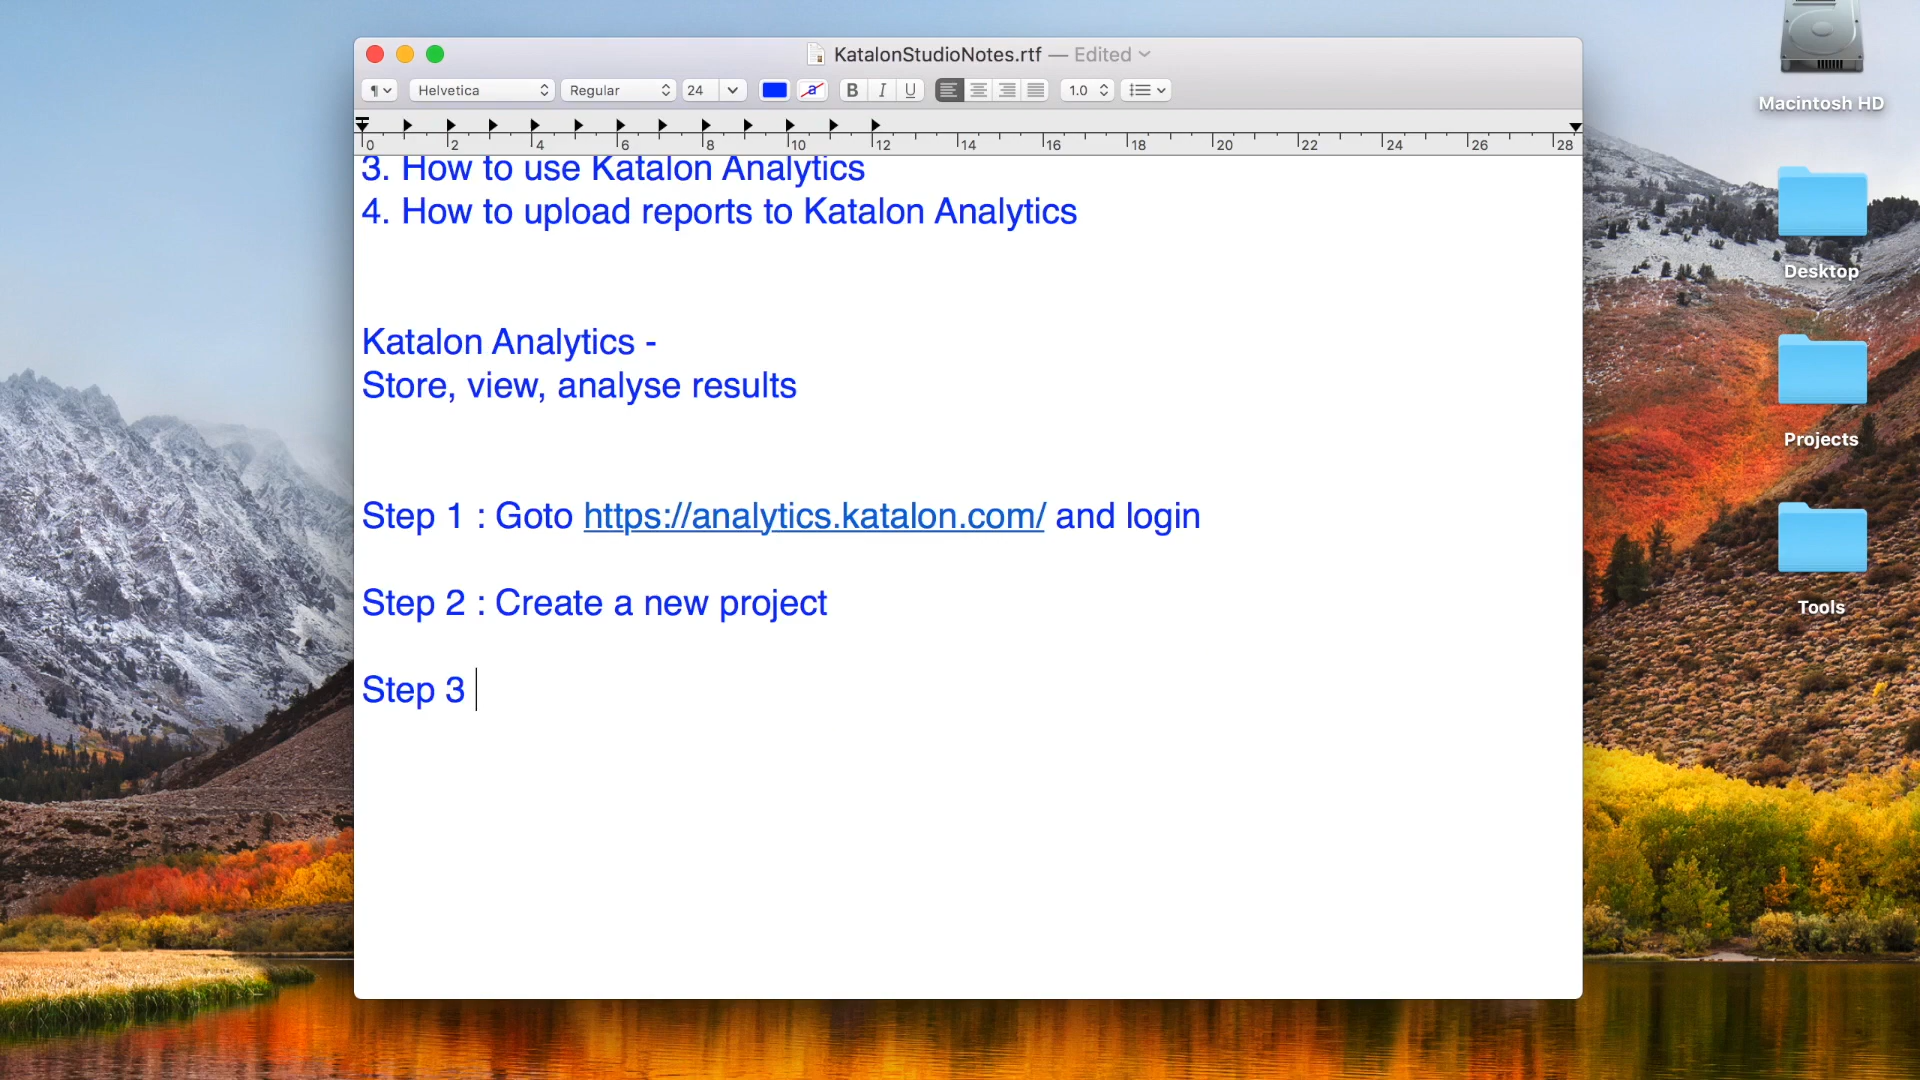 KatalonStudioNotes.rtf — Edited
¶ Helvetica Regular 24 a B I U 1.0
0 2 4 6 8 10 12 14 16 18 20 22 24 26 28
3. How to use Katalon Analytics
4. How to upload reports to Katalon Analytics
Katalon Analytics -
Store, view, analyse results
Step 1 : Goto https://analytics.katalon.com/ and login
Step 2 : Create a new project
Step 3
Macintosh HD
Desktop
Projects
Tools